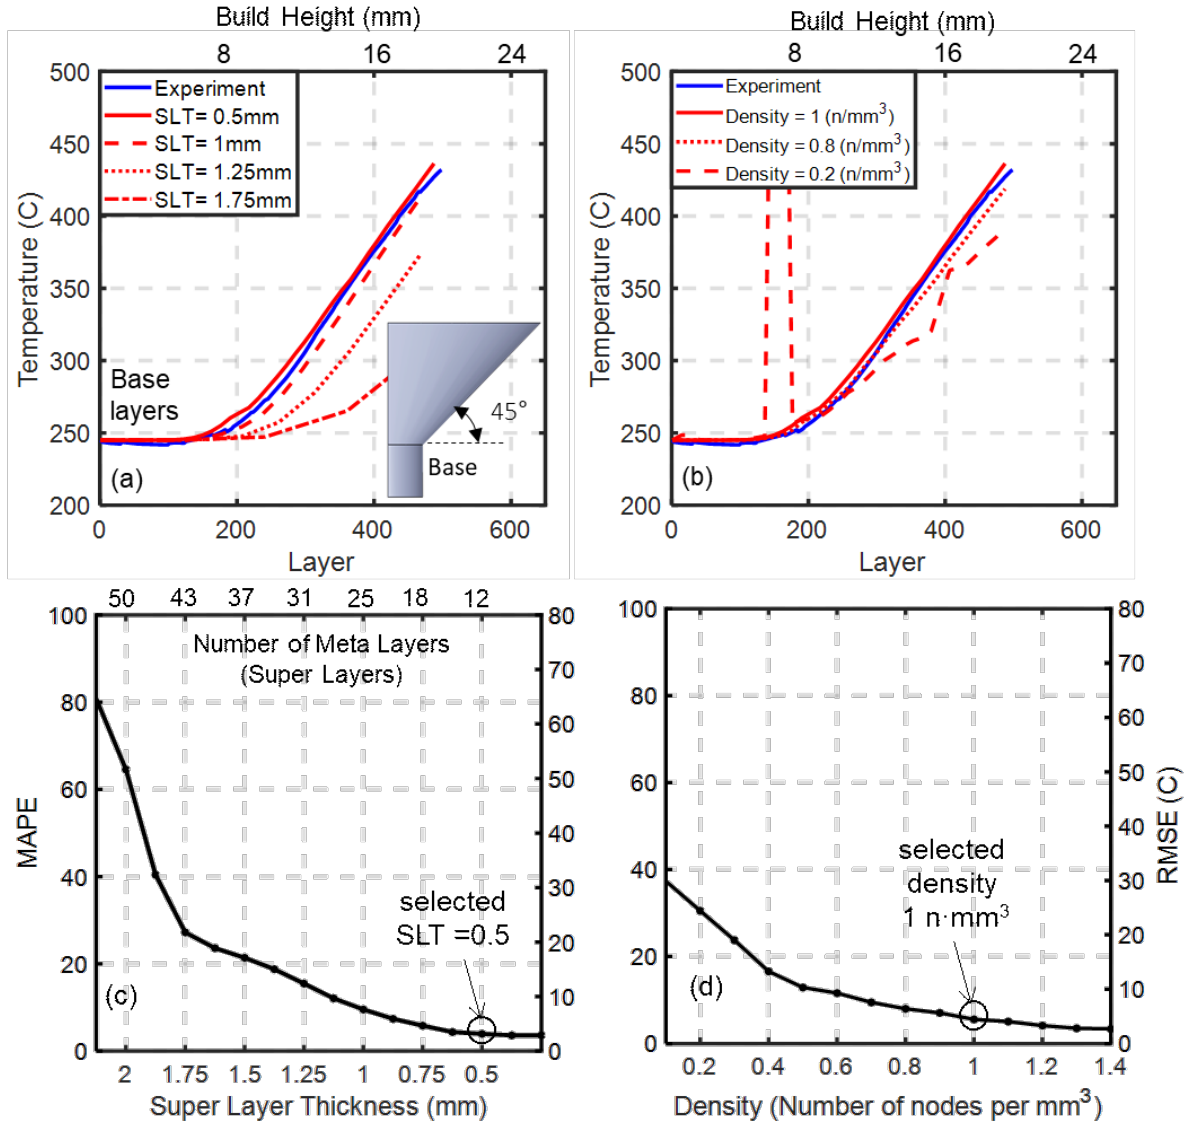 Build Height (mm)
8 16 24
500
450
400
350
300
250
200
Temperature (C)
Experiment
SLT= 0.5mm
SLT= 1mm
SLT= 1.25mm
SLT= 1.75mm
Base
layers
45°
Base
(a)
0 200 400 600
Layer
Build Height (mm)
8 16 24
500
450
400
350
300
250
200
Temperature (C)
Experiment
Density = 1 (n/mm³)
Density = 0.8 (n/mm³)
Density = 0.2 (n/mm³)
(b)
0 200 400 600
Layer
50 43 37 31 25 18 12
Number of Meta Layers
(Super Layers)
100
80
60
40
20
0
MAPE
80
70
60
50
40
30
20
10
0
selected
SLT =0.5
(c)
2 1.75 1.5 1.25 1 0.75 0.5
Super Layer Thickness (mm)
100
80
60
40
20
0
80
70
60
50
40
30
20
10
0
RMSE (C)
selected
density
1 n·mm³
(d)
0.2 0.4 0.6 0.8 1 1.2 1.4
Density (Number of nodes per mm³)